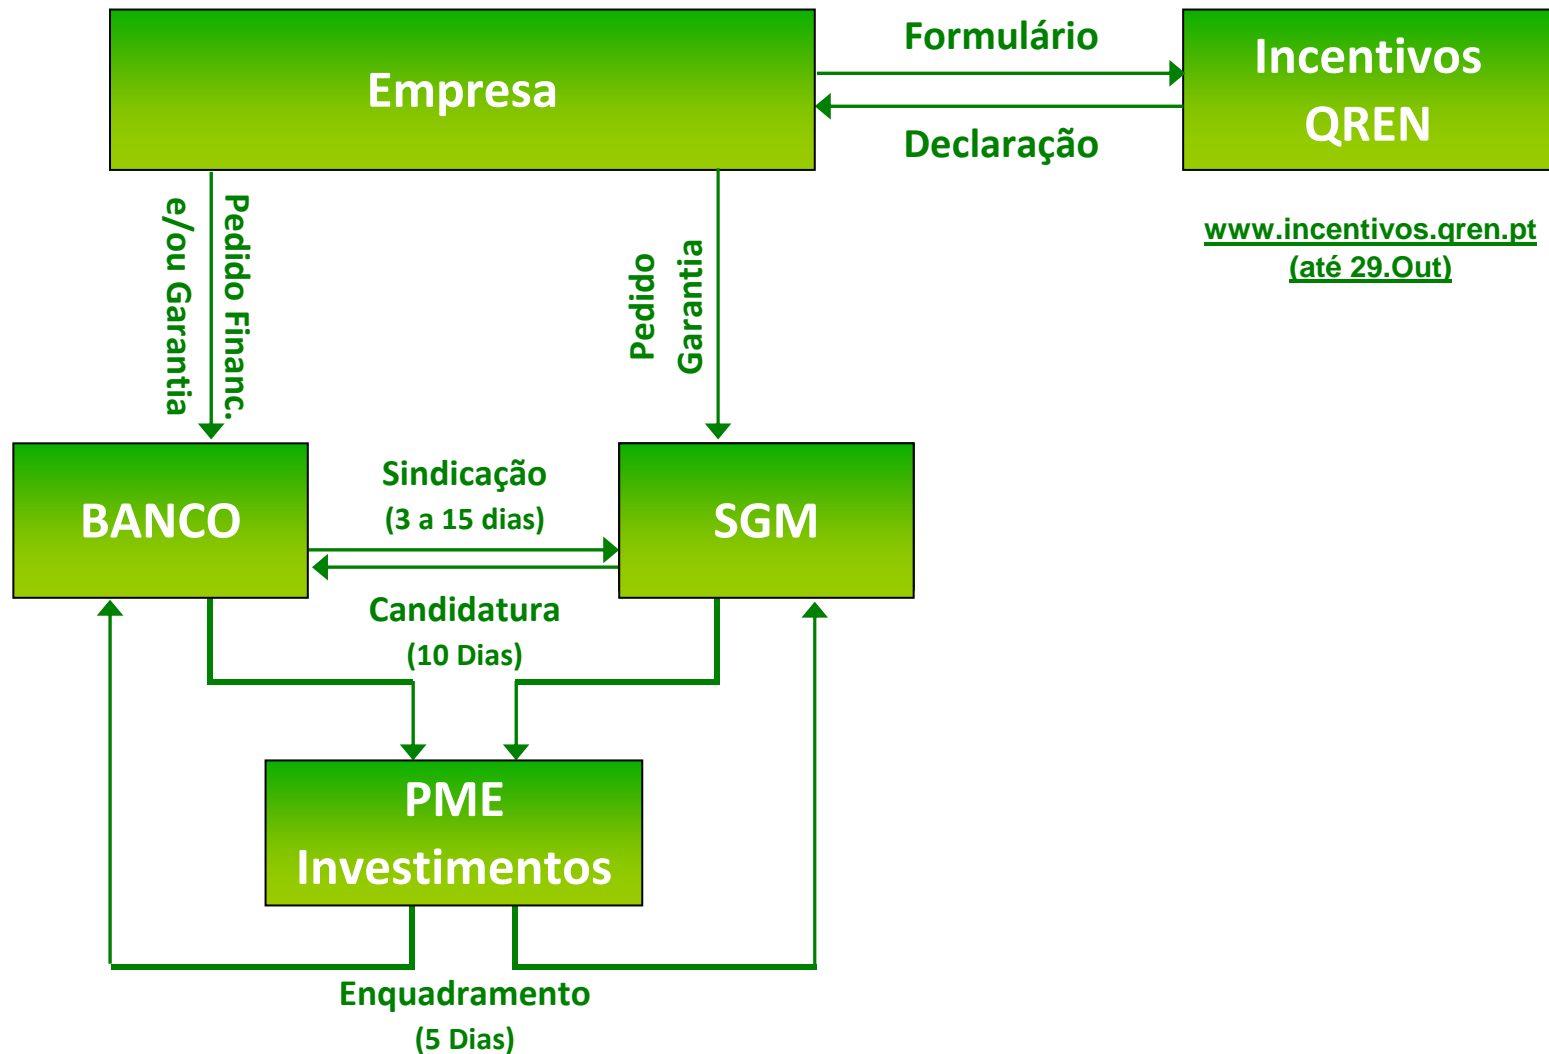 Empresa
Formulário
Declaração
Incentivos
QREN
www.incentivos.qren.pt
(até 29.Out)
Pedido Financ.
e/ou Garantia
Pedido
Garantia
BANCO
Sindicação
(3 a 15 dias)
SGM
Candidatura
(10 Dias)
PME
Investimentos
Enquadramento
(5 Dias)